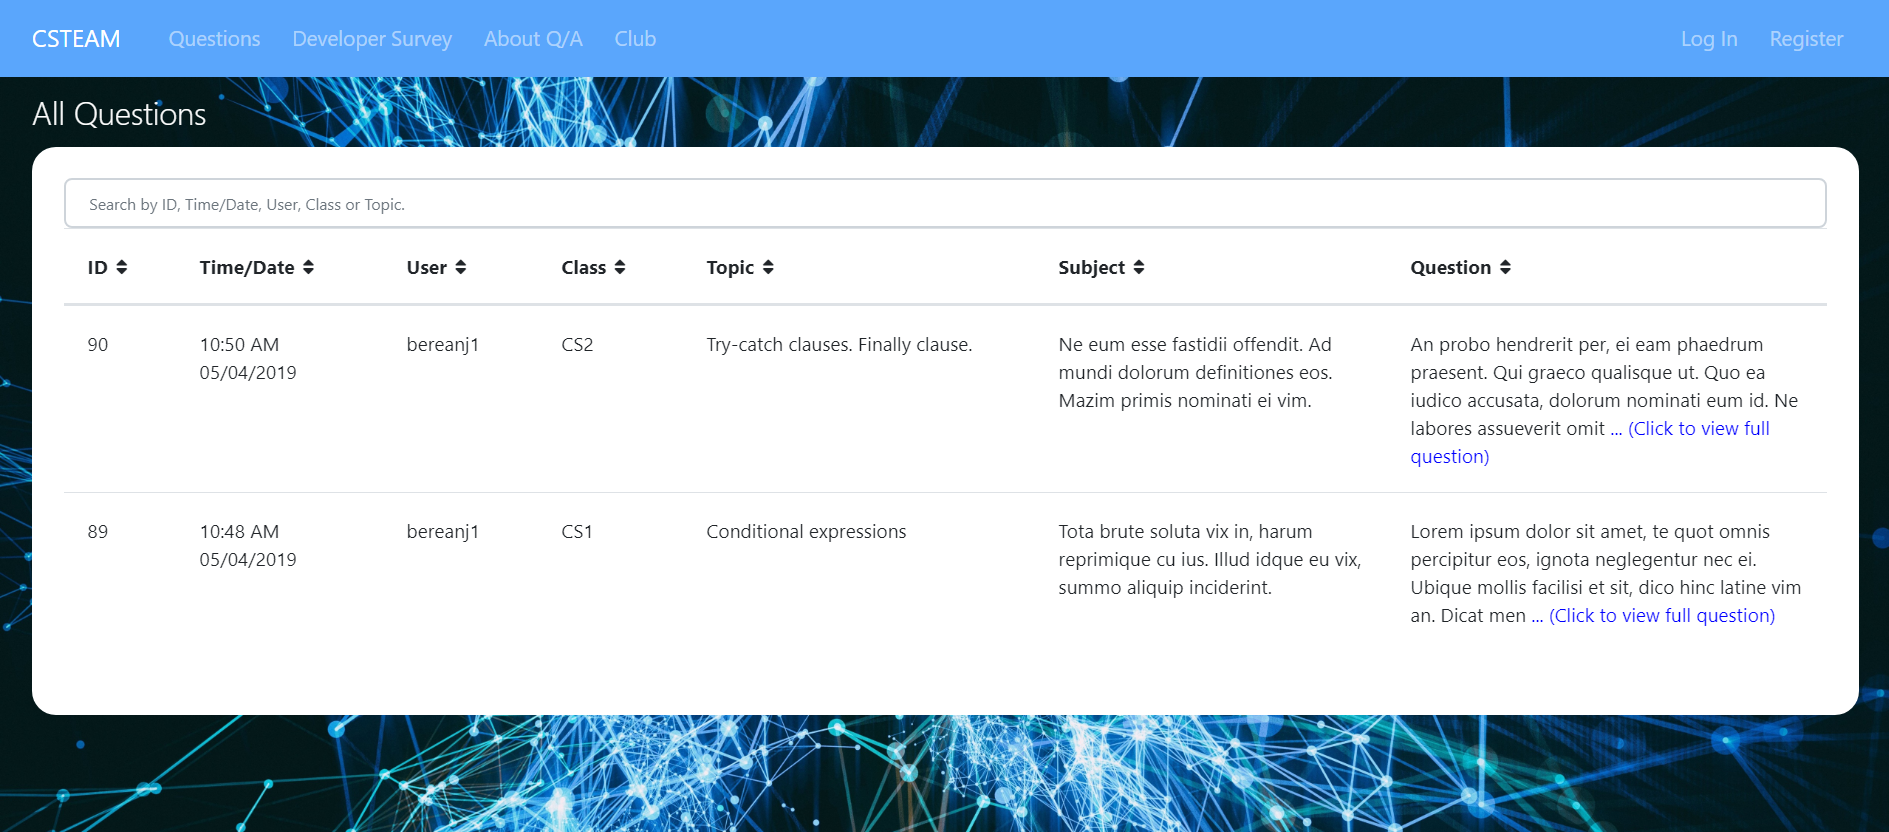 CSTEAM Questions Developer Survey About Q/A Club Log In Register
All Questions
Search by ID, Time/Date, User, Class or Topic.
ID Time/Date User Class Topic Subject Question
90
10:50 AM
05/04/2019
bereanj1
CS2
Try-catch clauses. Finally clause.
Ne eum esse fastidii offendit. Ad
mundi dolorum definitiones eos.
Mazim primis nominati ei vim.
An probo hendrerit per, ei eam phaedrum
praesent. Qui graeco qualisque ut. Quo ea
iudico accusata, dolorum nominati eum id. Ne
labores assueverit omit ... (Click to view full
question)
89
10:48 AM
05/04/2019
bereanj1
CS1
Conditional expressions
Tota brute soluta vix in, harum
reprimique cu ius. Illud idque eu vix,
summo aliquip inciderint.
Lorem ipsum dolor sit amet, te quot omnis
percipitur eos, ignota neglegentur nec ei.
Ubique mollis facilisi et sit, dico hinc latine vim
an. Dicat men ... (Click to view full question)